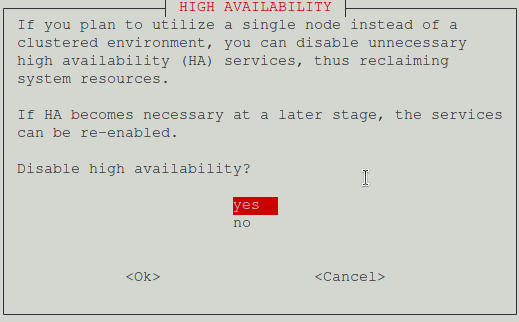 HIGH AVAILABILITY
If you plan to utilize a single node instead of a
clustered environment, you can disable unnecessary
high availability (HA) services, thus reclaiming
system resources.
If HA becomes necessary at a later stage, the services
can be re-enabled.
Disable high availability?
yes
no
<Ok> <Cancel>